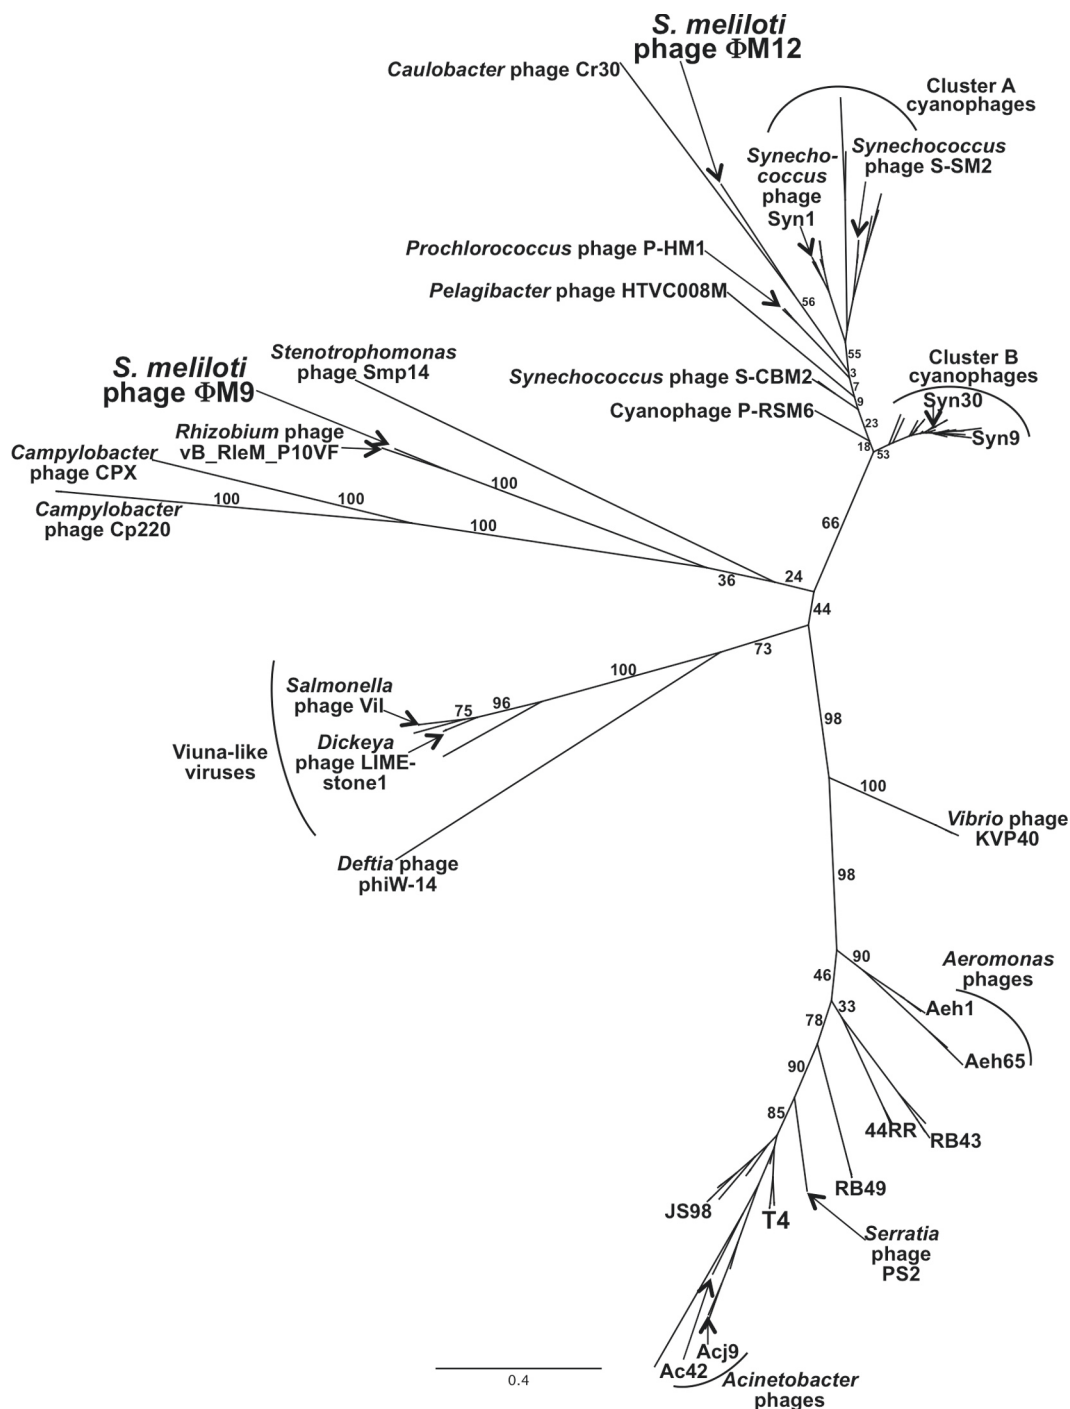 S. meliloti
phage ΦM12
Caulobacter phage Cr30
Cluster A
cyanophages
Synecho-
coccus
phage
Syn1
Synechococcus
phage S-SM2
Prochlorococcus phage P-HM1
Pelagibacter phage HTVC008M
56
55
3
7
9
23
18
53
Synechococcus phage S-CBM2
Cyanophage P-RSM6
Cluster B
cyanophages
Syn30
Syn9
Stenotrophomonas
phage Smp14
S. meliloti
phage ΦM9
Rhizobium phage
vB_RleM_P10VF
Campylobacter
phage CPX
Campylobacter
phage Cp220
100
100
100
100
36
24
66
44
73
100
96
75
Salmonella
phage ViI
Dickeya
phage LIME-
stone1
Viuna-like
viruses
Deftia phage
phiW-14
98
100
Vibrio phage
KVP40
98
90
Aeromonas
phages
Aeh1
Aeh65
46
33
78
90
85
44RR
RB43
RB49
JS98
T4
Serratia
phage
PS2
Acj9
Ac42
Acinetobacter
phages
0.4